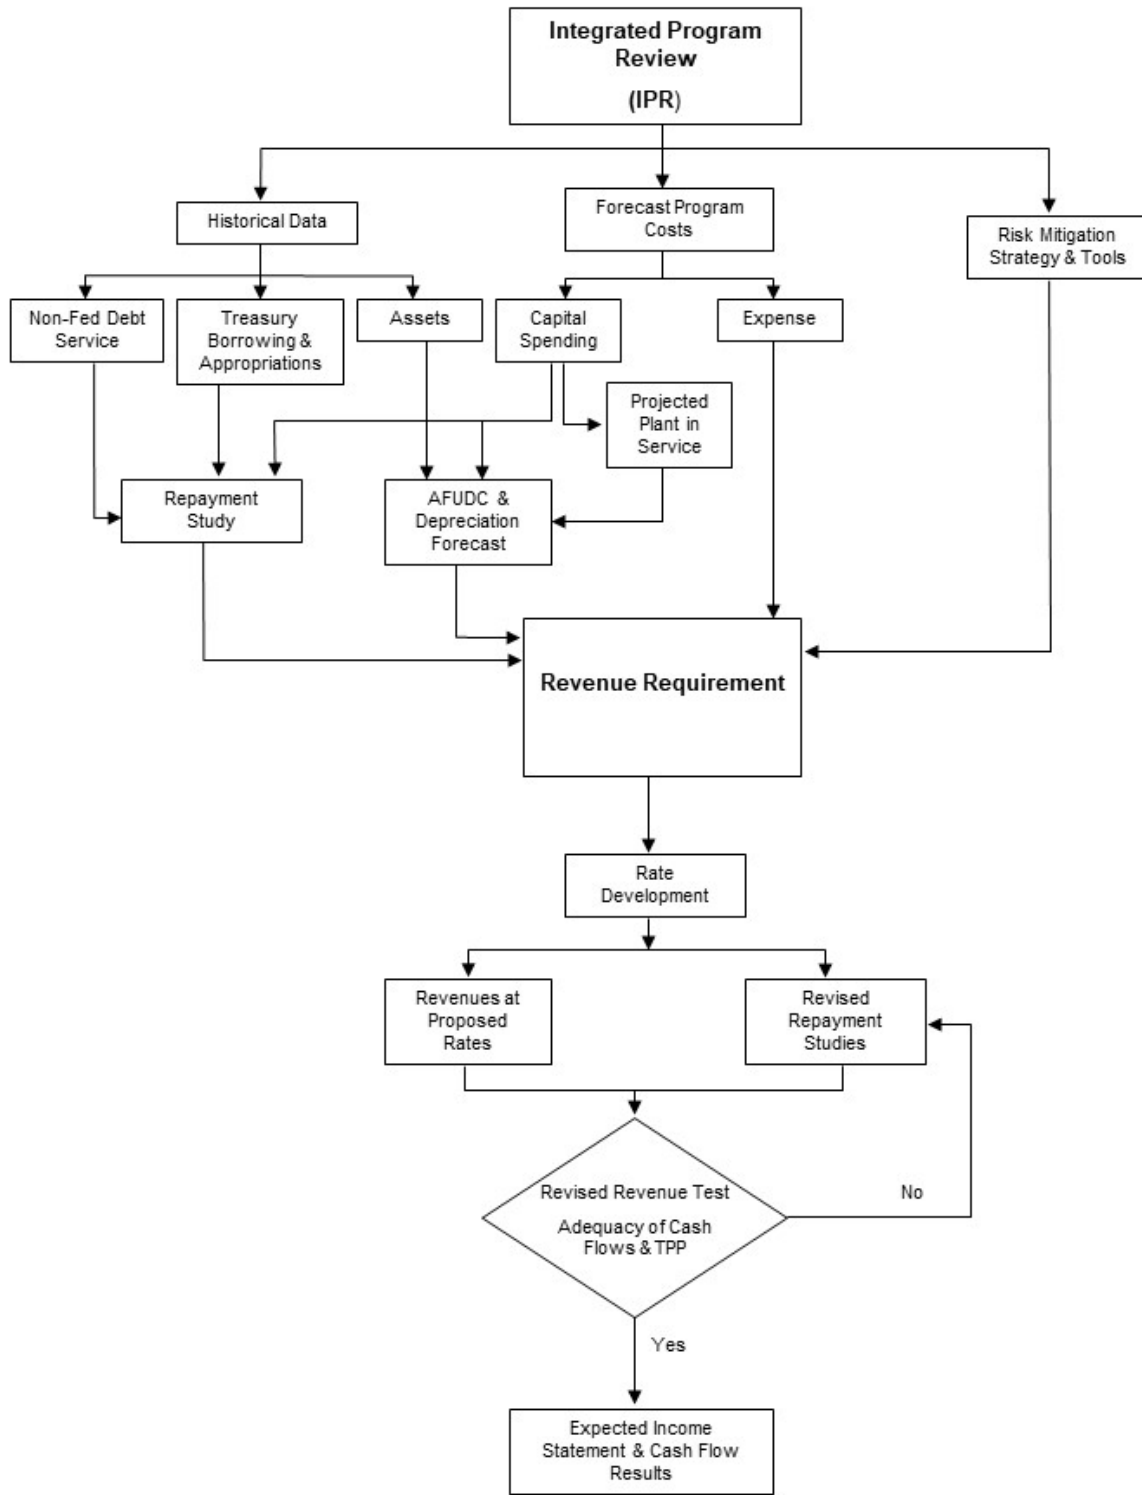 Integrated Program
Review
(IPR)
Historical Data
Forecast Program
Costs
Risk Mitigation
Strategy & Tools
Non-Fed Debt
Service
Treasury
Borrowing &
Appropriations
Assets
Capital
Spending
Expense
Projected
Plant in
Service
Repayment
Study
AFUDC &
Depreciation
Forecast
Revenue Requirement
Rate
Development
Revenues at
Proposed
Rates
Revised
Repayment
Studies
Revised Revenue Test
Adequacy of Cash
Flows & TPP
No
Yes
Expected Income
Statement & Cash Flow
Results